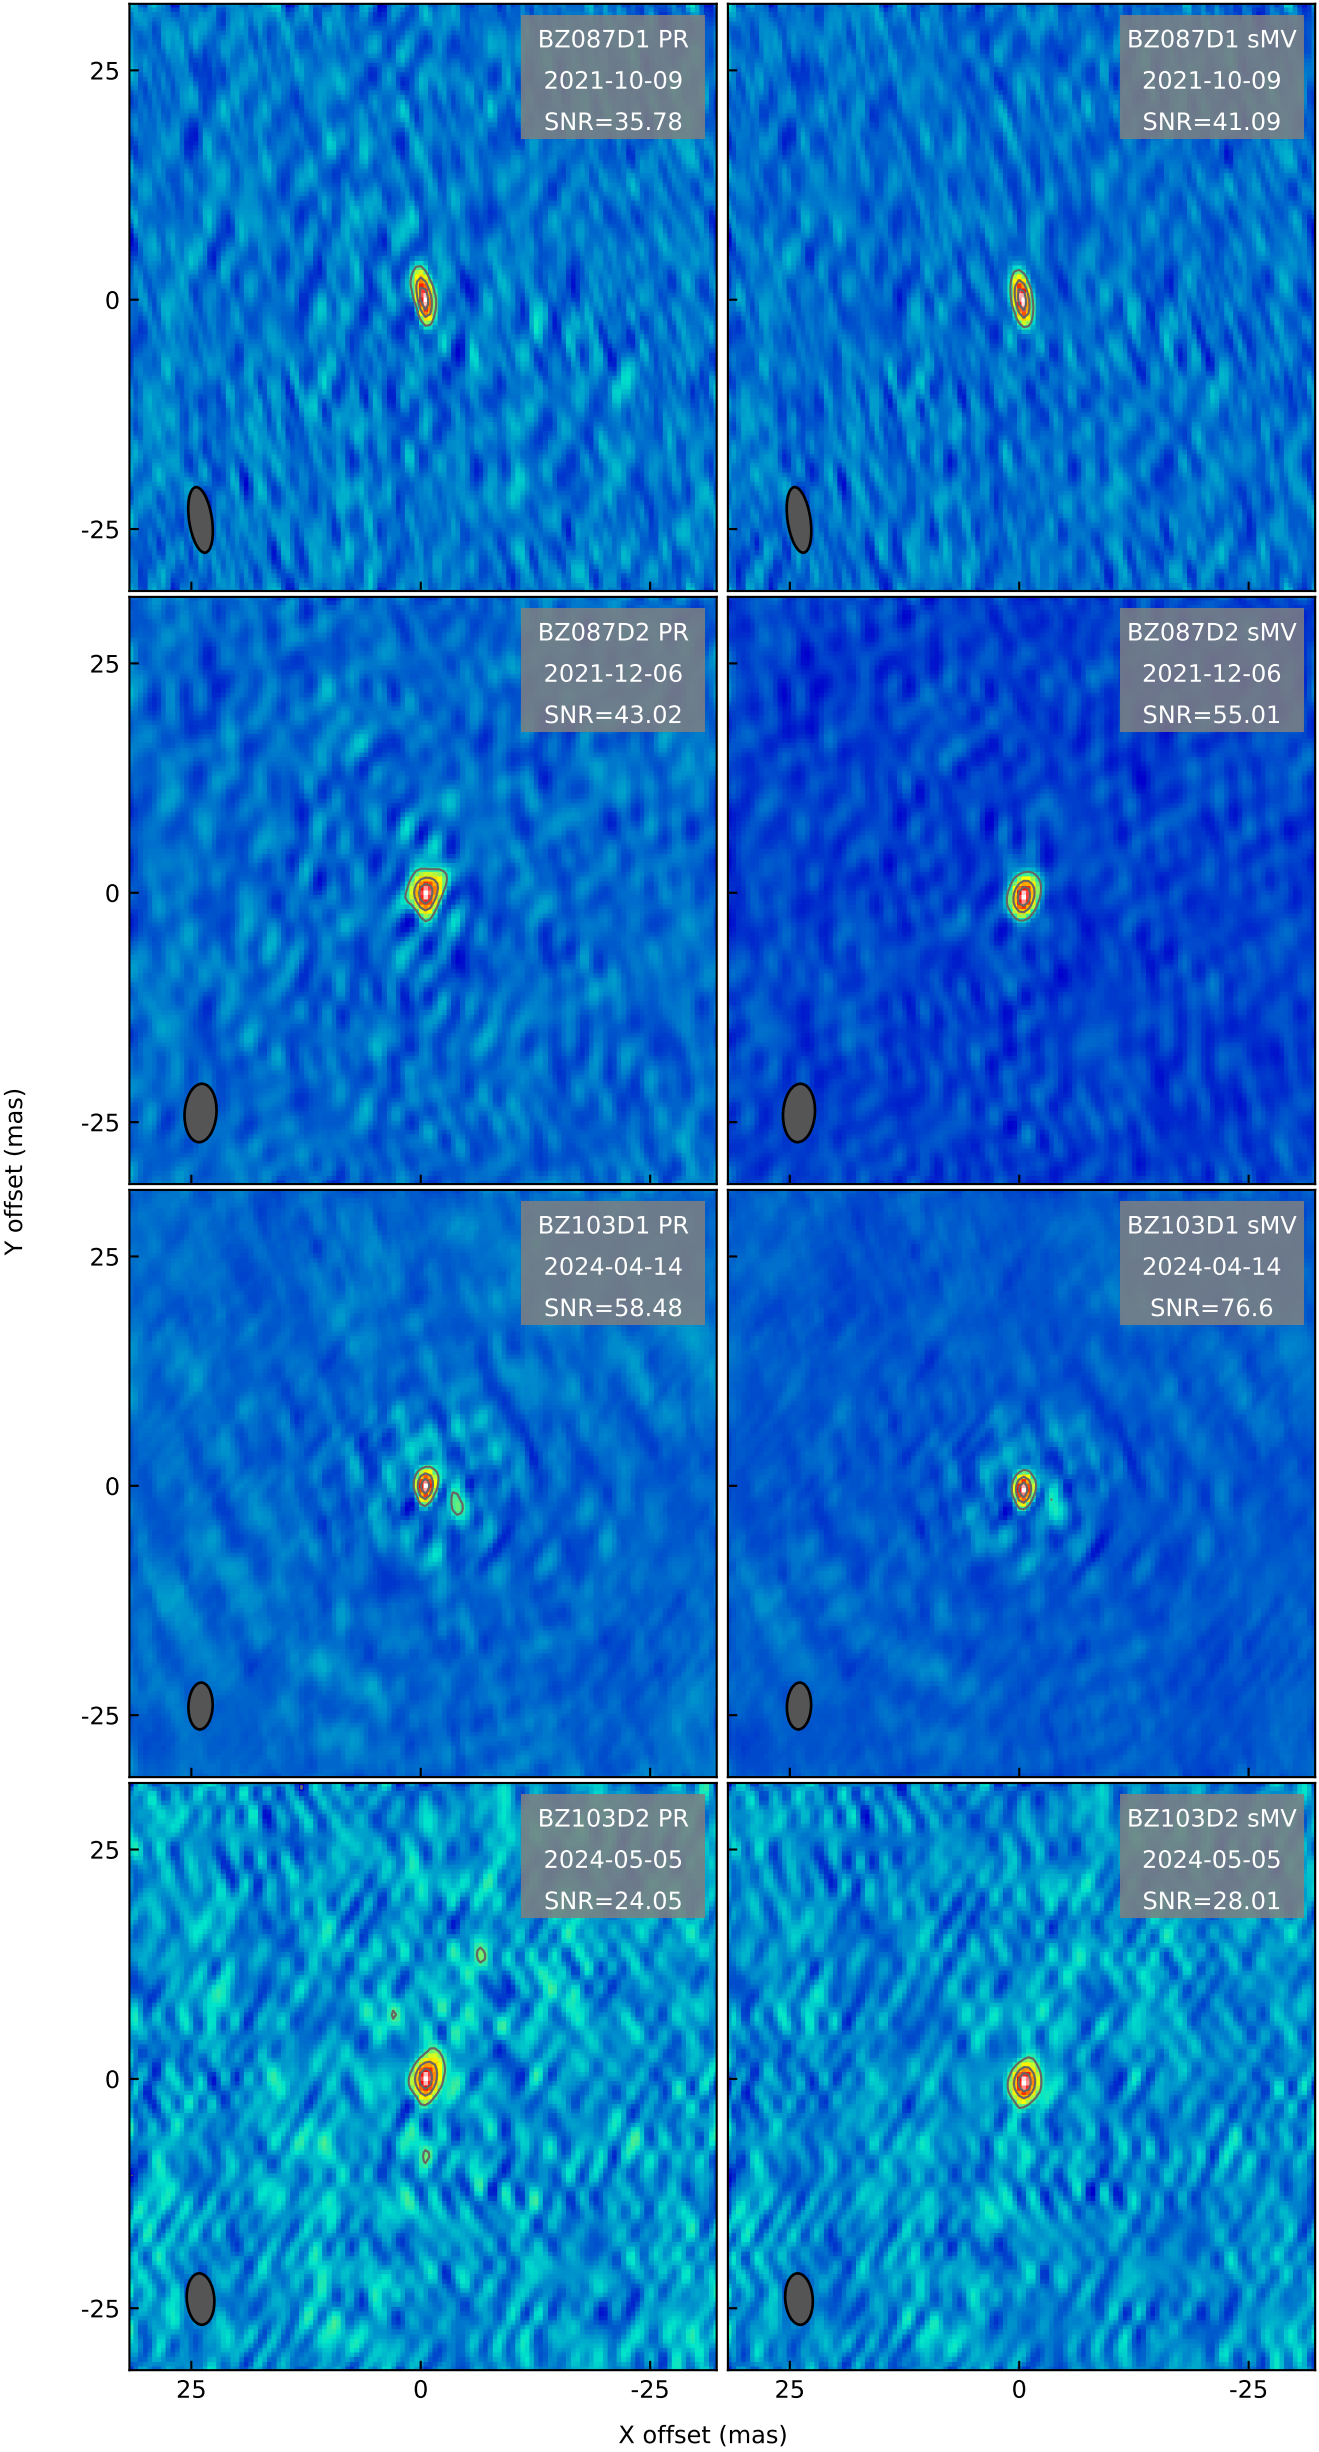 BZ087D1 PR
2021-10-09
SNR=35.78
BZ087D1 sMV
2021-10-09
SNR=41.09
25
0
-25
BZ087D2 PR
2021-12-06
SNR=43.02
BZ087D2 sMV
2021-12-06
SNR=55.01
25
0
-25
Y offset (mas)
BZ103D1 PR
2024-04-14
SNR=58.48
BZ103D1 sMV
2024-04-14
SNR=76.6
25
0
-25
BZ103D2 PR
2024-05-05
SNR=24.05
BZ103D2 sMV
2024-05-05
SNR=28.01
25
0
-25
25 0 -25 25 0 -25
X offset (mas)